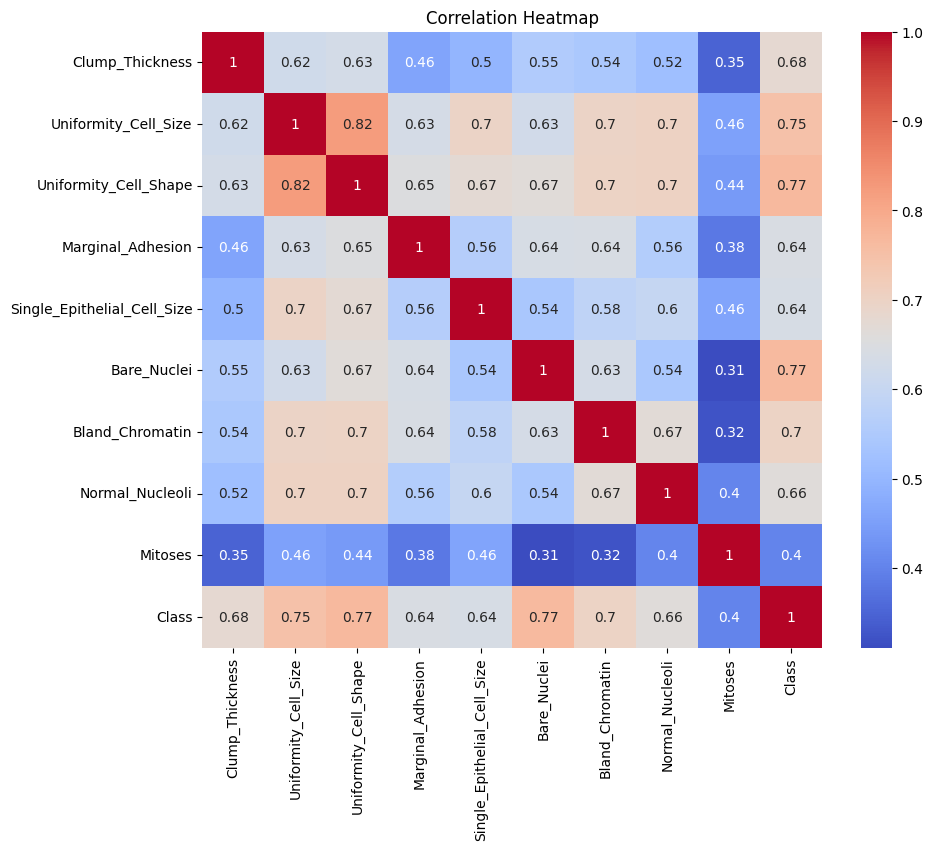 Correlation Heatmap
Clump_Thickness 1 0.62 0.63 0.46 0.5 0.55 0.54 0.52 0.35 0.68
Uniformity_Cell_Size 0.62 1 0.82 0.63 0.7 0.63 0.7 0.7 0.46 0.75
Uniformity_Cell_Shape 0.63 0.82 1 0.65 0.67 0.67 0.7 0.7 0.44 0.77
Marginal_Adhesion 0.46 0.63 0.65 1 0.56 0.64 0.64 0.56 0.38 0.64
Single_Epithelial_Cell_Size 0.5 0.7 0.67 0.56 1 0.54 0.58 0.6 0.46 0.64
Bare_Nuclei 0.55 0.63 0.67 0.64 0.54 1 0.63 0.54 0.31 0.77
Bland_Chromatin 0.54 0.7 0.7 0.64 0.58 0.63 1 0.67 0.32 0.7
Normal_Nucleoli 0.52 0.7 0.7 0.56 0.6 0.54 0.67 1 0.4 0.66
Mitoses 0.35 0.46 0.44 0.38 0.46 0.31 0.32 0.4 1 0.4
Class 0.68 0.75 0.77 0.64 0.64 0.77 0.7 0.66 0.4 1
Clump_Thickness
Uniformity_Cell_Size
Uniformity_Cell_Shape
Marginal_Adhesion
Single_Epithelial_Cell_Size
Bare_Nuclei
Bland_Chromatin
Normal_Nucleoli
Mitoses
Class
1.0
0.9
0.8
0.7
0.6
0.5
0.4